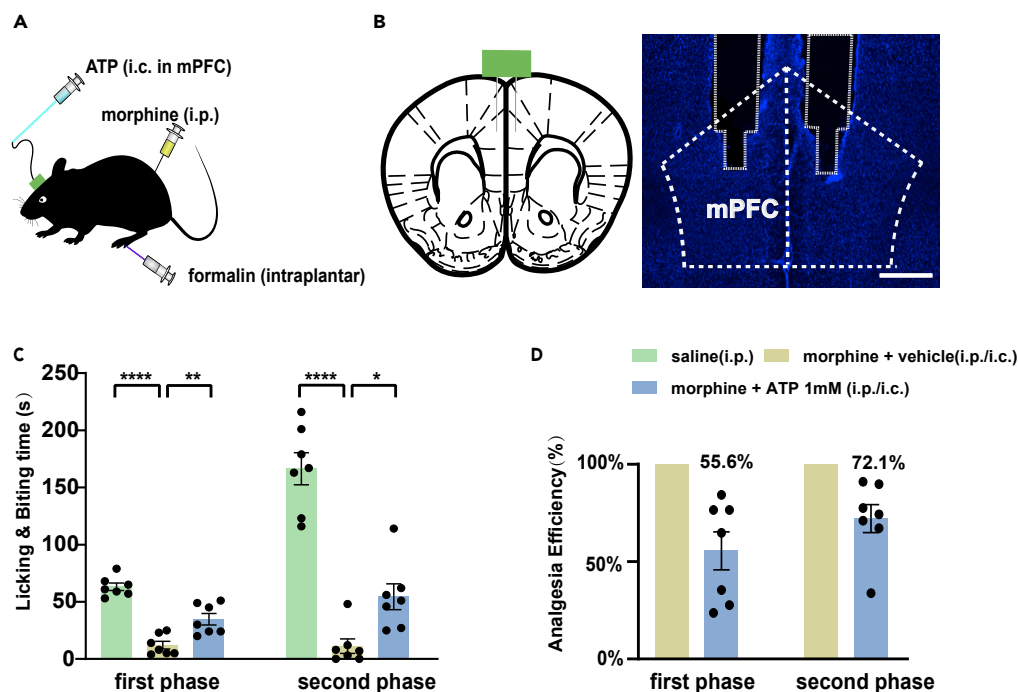 A
ATP (i.c. in mPFC)
morphine (i.p.)
formalin (intraplantar)
B
mPFC
C
Licking & Biting time (s)
250
200
150
100
50
0
****
**
****
*
first phase
second phase
D
saline(i.p.)
morphine + vehicle(i.p./i.c.)
morphine + ATP 1mM (i.p./i.c.)
Analgesia Efficiency(%)
100%
50%
0%
55.6%
72.1%
first phase
second phase